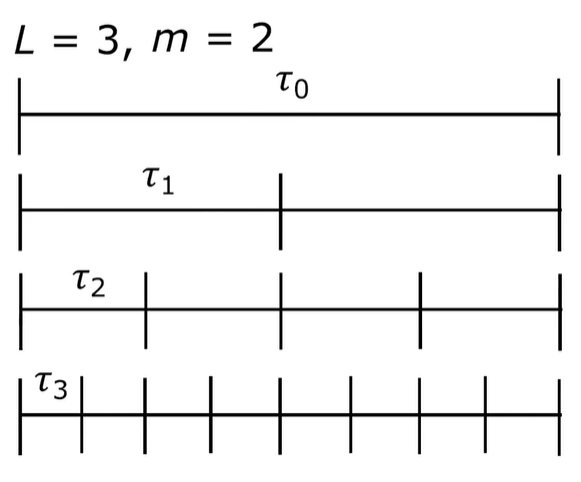 L = 3, m = 2
τ₀
τ₁
τ₂
τ₃